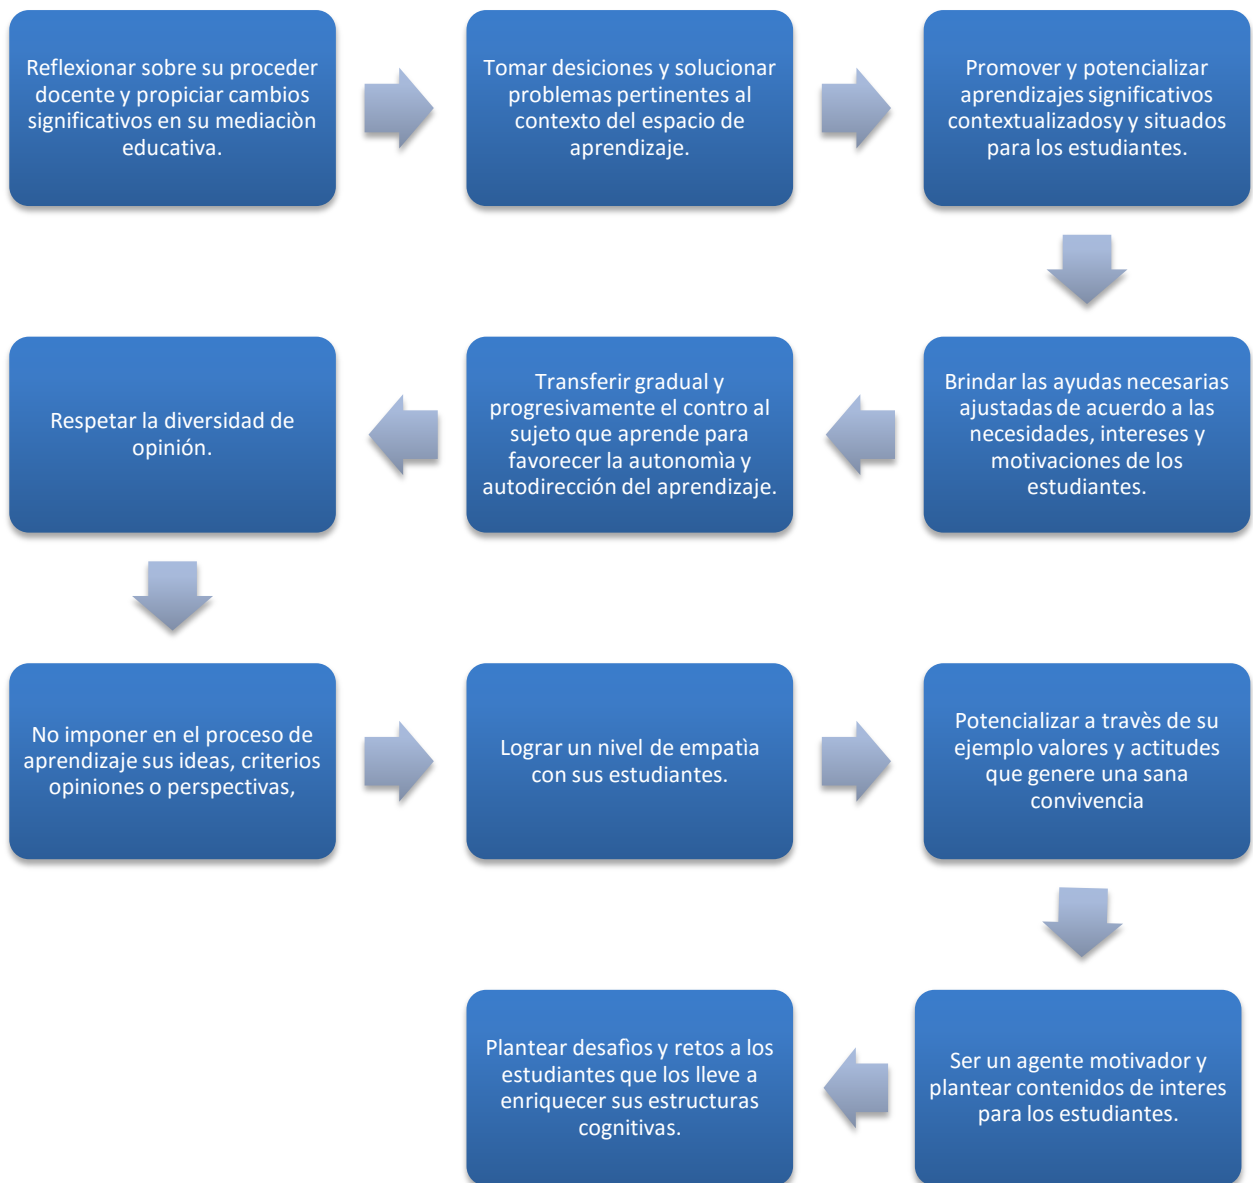 Reflexionar sobre su proceder
docente y propiciar cambios
significativos en su mediaciòn
educativa.
Tomar desiciones y solucionar
problemas pertinentes al
contexto del espacio de
aprendizaje.
Promover y potencializar
aprendizajes significativos
contextualizadosy y situados
para los estudiantes.
Brindar las ayudas necesarias
ajustadas de acuerdo a las
necesidades, intereses y
motivaciones de los
estudiantes.
Transferir gradual y
progresivamente el contro al
sujeto que aprende para
favorecer la autonomìa y
autodirección del aprendizaje.
Respetar la diversidad de
opinión.
No imponer en el proceso de
aprendizaje sus ideas, criterios
opiniones o perspectivas,
Lograr un nivel de empatìa
con sus estudiantes.
Potencializar a travès de su
ejemplo valores y actitudes
que genere una sana
convivencia
Ser un agente motivador y
plantear contenidos de interes
para los estudiantes.
Plantear desafìos y retos a los
estudiantes que los lleve a
enriquecer sus estructuras
cognitivas.